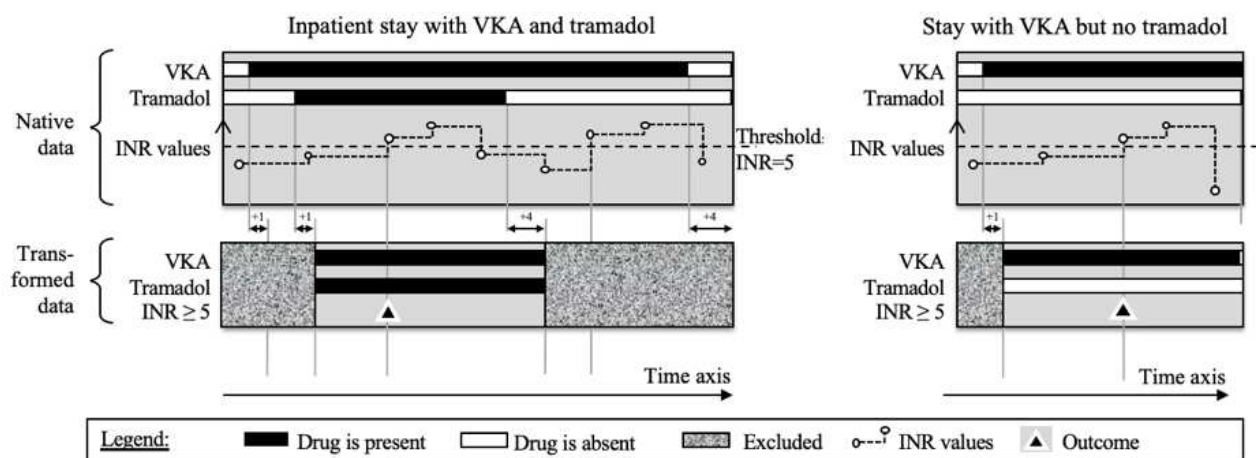 Inpatient stay with VKA and tramadol
Stay with VKA but no tramadol
Native
data
VKA
Tramadol
INR values
Threshold:
INR=5
VKA
Tramadol
INR values
+1
+1
+4
+4
+1
Trans-
formed
data
VKA
Tramadol
INR ≥ 5
VKA
Tramadol
INR ≥ 5
Time axis
Time axis
Legend: Drug is present Drug is absent Excluded INR values Outcome